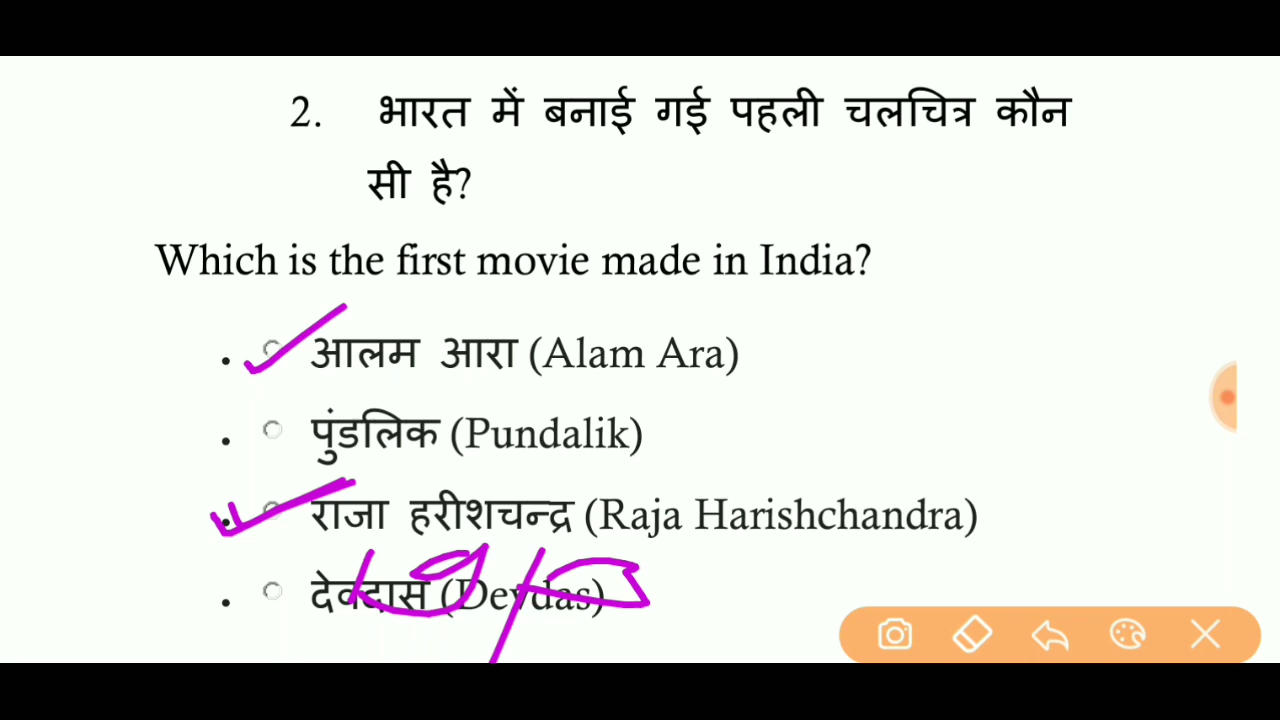 2. भारत में बनाई गई पहली चलचित्र कौन
सी है?
Which is the first movie made in India?
• आलम आरा (Alam Ara)
• पुंडलिक (Pundalik)
• राजा हरीशचन्द्र (Raja Harishchandra)
• देवदास (Devdas)